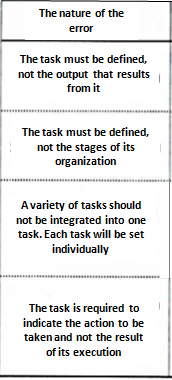 The nature of the
error
The task must be defined,
not the output that results
from it
The task must be defined,
not the stages of its
organization
A variety of tasks should
not be integrated into one
task. Each task will be set
individually
The task is required to
indicate the action to be
taken and not the result
of its execution